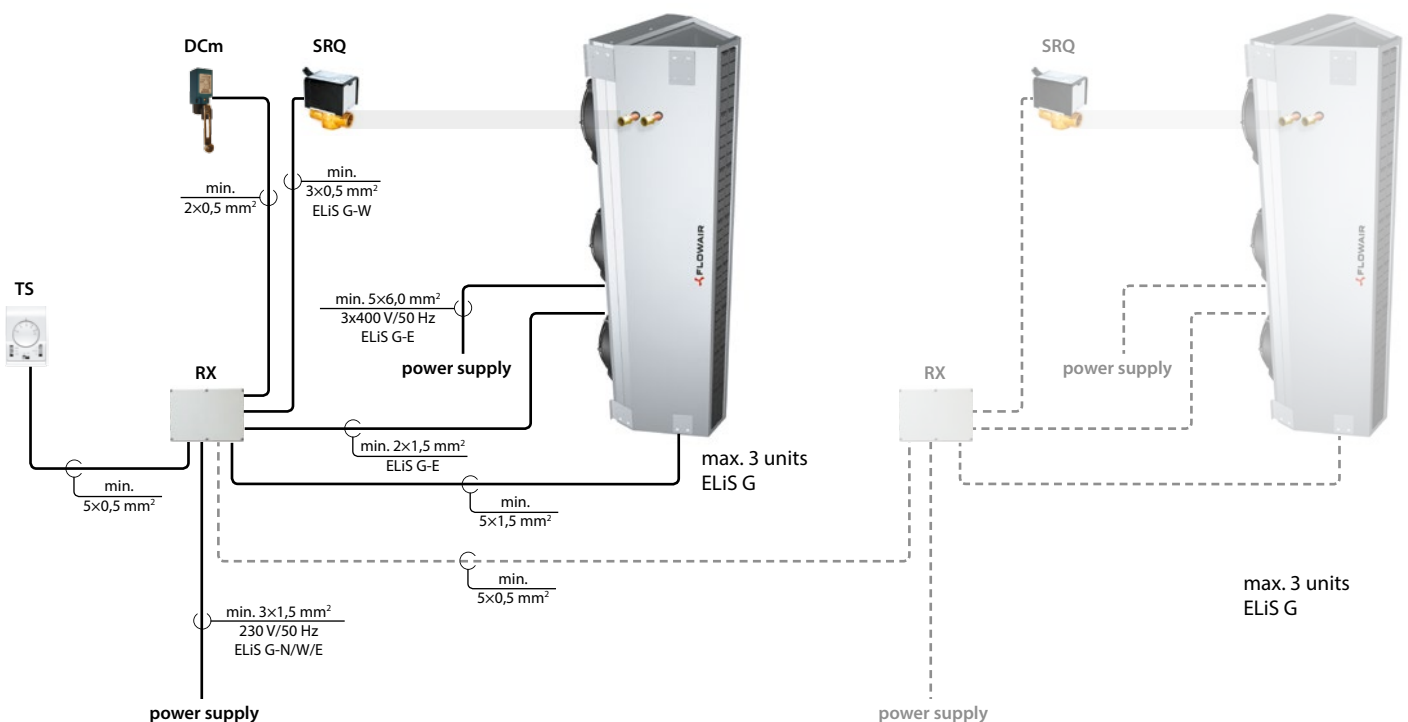 DCm
SRQ
SRQ
min.
2×0,5 mm²
min.
3×0,5 mm²
ELiS G-W
FLOWAIR
FLOWAIR
TS
min. 5×6,0 mm²
3x400 V/50 Hz
ELiS G-E
power supply
power supply
RX
RX
min. 2×1,5 mm²
ELiS G-E
max. 3 units
ELiS G
min.
5×0,5 mm²
min.
5×1,5 mm²
min.
5×0,5 mm²
max. 3 units
ELiS G
min. 3×1,5 mm²
230 V/50 Hz
ELiS G-N/W/E
power supply
power supply